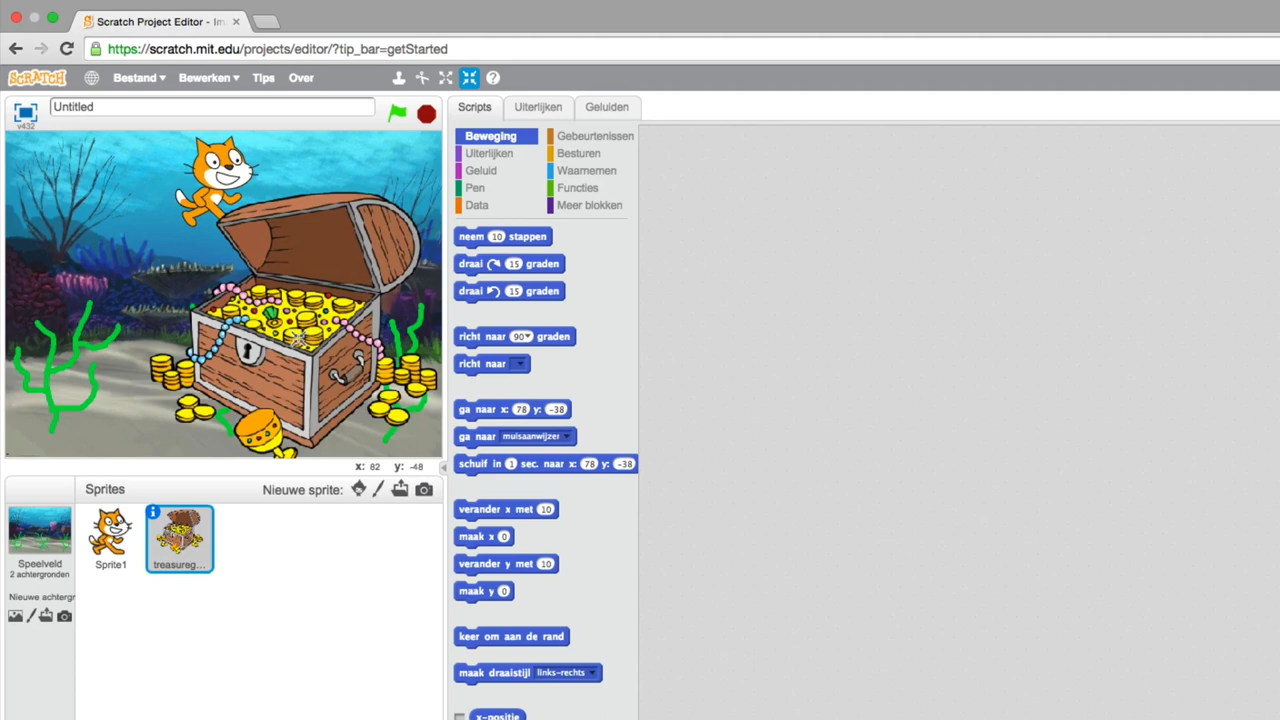 Scratch Project Editor - Im
https://scratch.mit.edu/projects/editor/?tip_bar=getStarted
SCRATCH Bestand Bewerken Tips Over
Untitled
v432
Scripts Uiterlijken Geluiden
Beweging Gebeurtenissen
Uiterlijken Besturen
Geluid Waarnemen
Pen Functies
Data Meer blokken
neem 10 stappen
draai 15 graden
draai 15 graden
richt naar 90 graden
richt naar
ga naar x: 78 y: -38
ga naar muisaanwijzer
schuif in 1 sec. naar x: 78 y: -38
verander x met 10
maak x 0
verander y met 10
maak y 0
keer om aan de rand
maak draaistijl links-rechts
x-positie
x: 82 y: -48
Sprites Nieuwe sprite:
Speelveld
2 achtergronden
Nieuwe achtergr
Sprite1
treasureg...